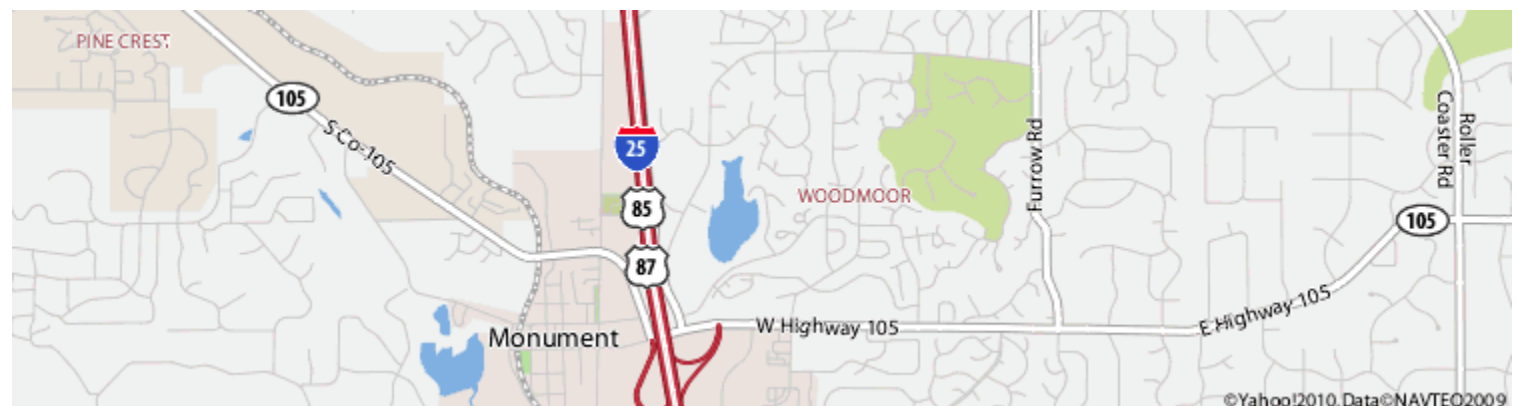 PINE CREST
105
S Co-105
25
85
87
WOODMOOR
Furrow Rd
Roller
Coaster Rd
105
Monument
W Highway 105
E Highway 105
©Yahoo!2010, Data©NAVTEQ2009